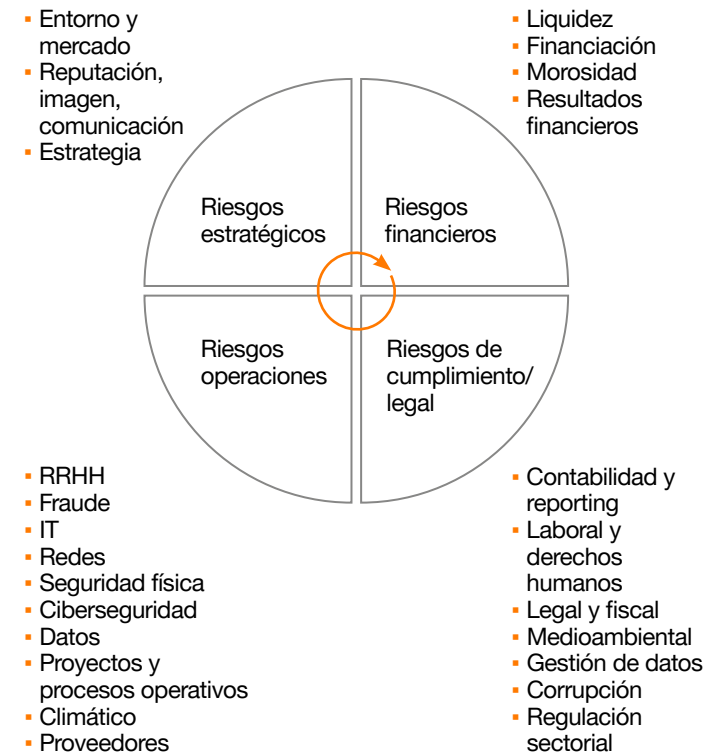 ▪ Entorno y
mercado
▪ Reputación,
imagen,
comunicación
▪ Estrategia
▪ Liquidez
▪ Financiación
▪ Morosidad
▪ Resultados
financieros
Riesgos
estratégicos
Riesgos
financieros
Riesgos
operaciones
Riesgos de
cumplimiento/
legal
▪ RRHH
▪ Fraude
▪ IT
▪ Redes
▪ Seguridad física
▪ Ciberseguridad
▪ Datos
▪ Proyectos y
procesos operativos
▪ Climático
▪ Proveedores
▪ Contabilidad y
reporting
▪ Laboral y
derechos
humanos
▪ Legal y fiscal
▪ Medioambiental
▪ Gestión de datos
▪ Corrupción
▪ Regulación
sectorial